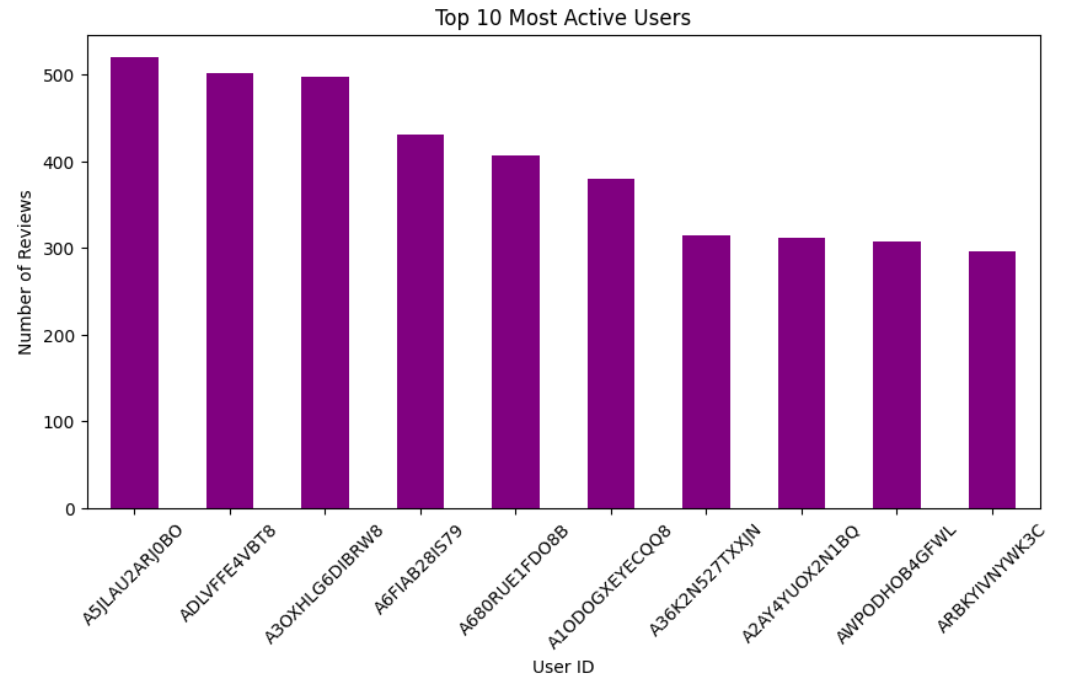 Top 10 Most Active Users
Number of Reviews
500
400
300
200
100
0
A5JLAU2ARJ0BO
ADLVFFE4VBT8
A3OXHLG6DIBRW8
A6FIAB28IS79
A680RUE1FDO8B
A1ODOGXEYECQQ8
A36K2N527TXXJN
A2AY4YUOX2N1BQ
AWPODHOB4GFWL
ARBKYIVNYWK3C
User ID